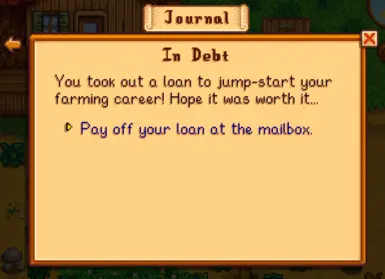 Journal
In Debt
You took out a loan to jump-start your
farming career! Hope it was worth it...
Pay off your loan at the mailbox.